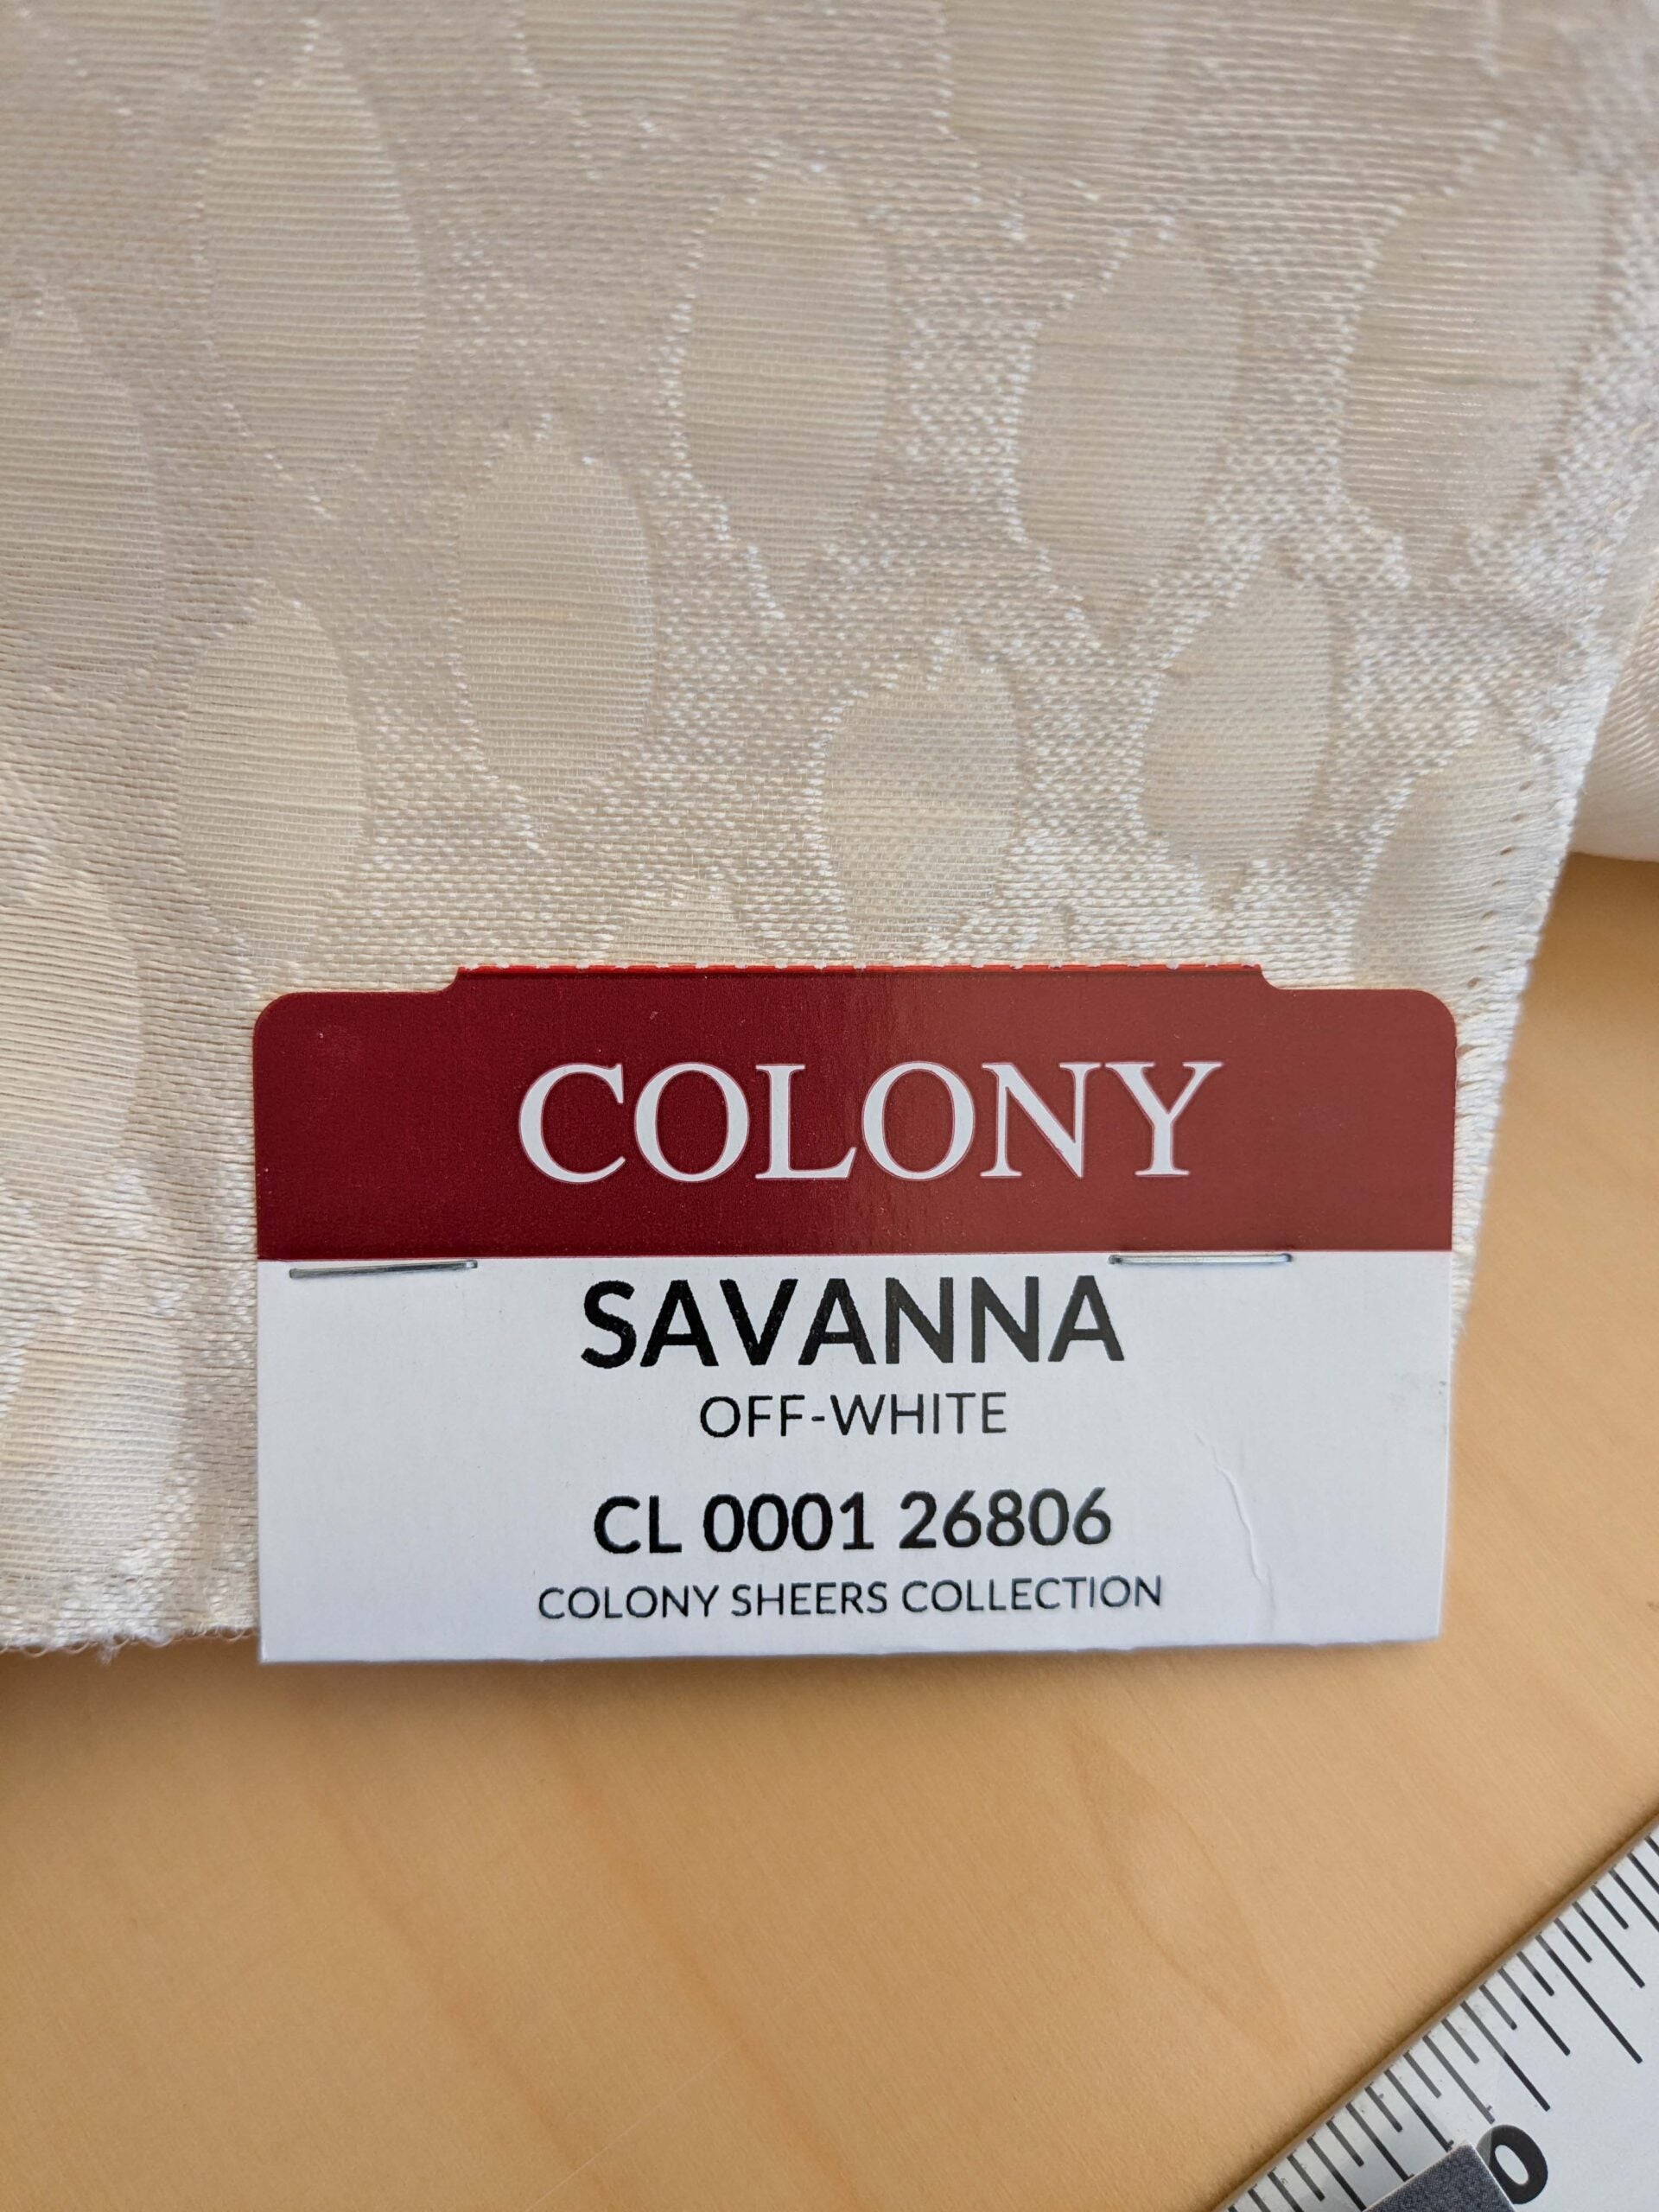 COLONY
SAVANNA
OFF-WHITE
CL 0001 26806
COLONY SHEERS COLLECTION